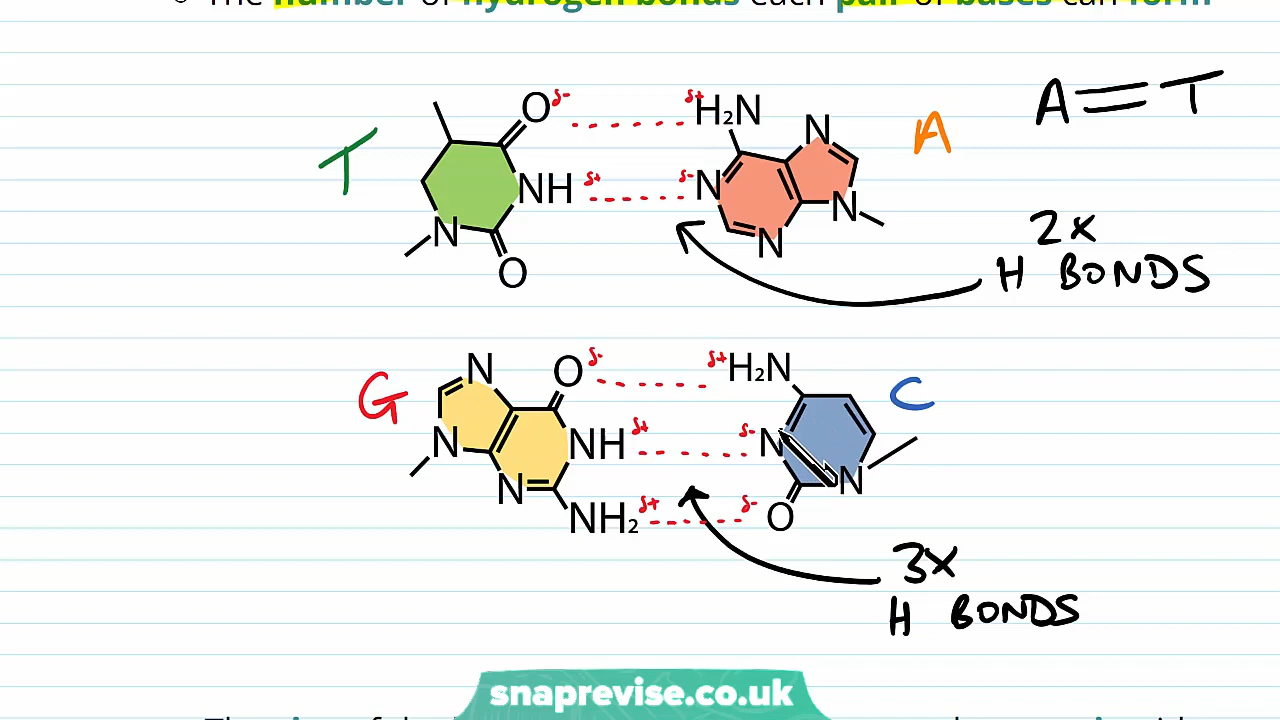 The number of hydrogen bonds each pair of bases can form
T
O δ- δ+ H₂N N A A = T
NH δ+ δ- N N
N O N
2x
H BONDS
G
N O δ- δ+ H₂N C
N NH δ+ δ- N
N NH₂ δ+ δ- O N
3x
H BONDS
snaprevise.co.uk